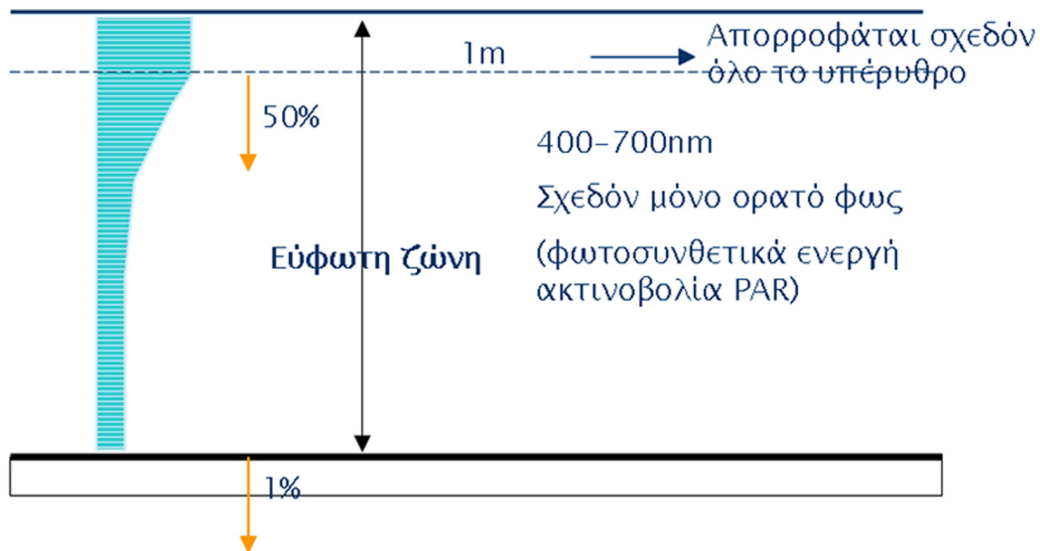 1m
Απορροφάται σχεδόν
όλο το υπέρυθρο
50%
400-700nm
Σχεδόν μόνο ορατό φως
Εύφωτη ζώνη
(φωτοσυνθετικά ενεργή
ακτινοβολία PAR)
1%